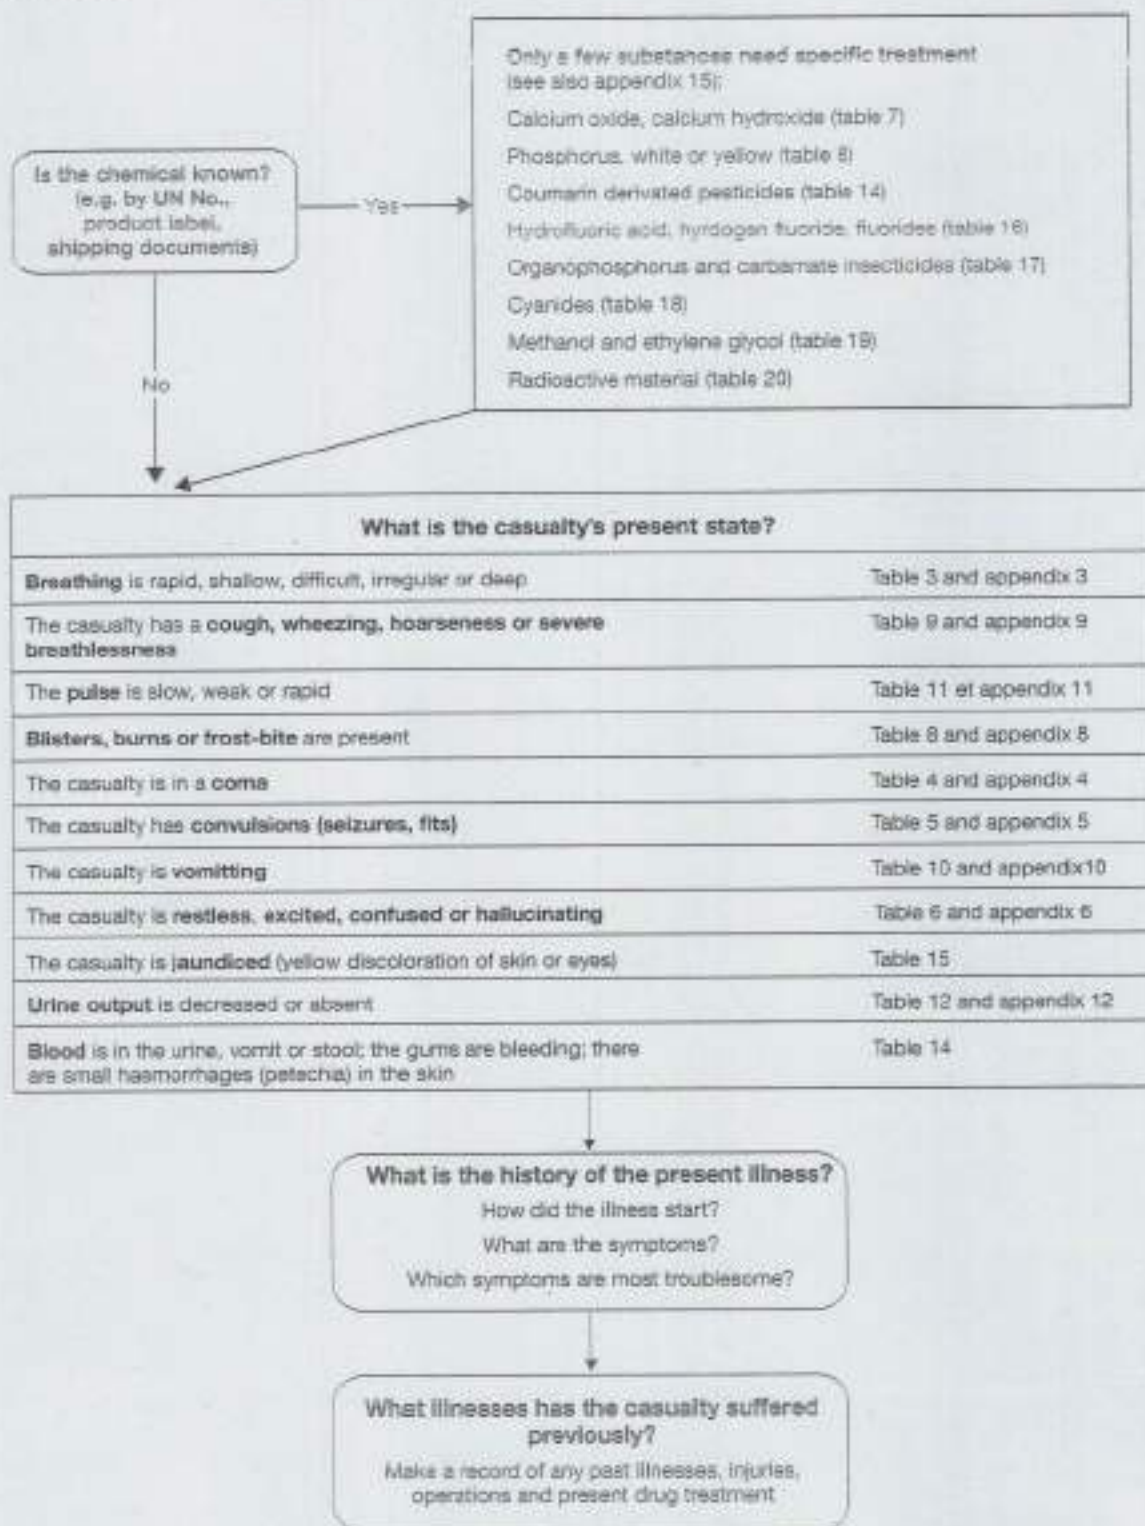 Only a few substances need specific treatment
(see also appendix 15):
Calcium oxide, calcium hydroxide (table 7)
Phosphorus, white or yellow (table 8)
Coumarin derivated pesticides (table 14)
Hydrofluoric acid, hyrdogen fluoride, fluorides (table 16)
Organophosphorus and carbamate insecticides (table 17)
Cyanides (table 18)
Methanol and ethylene glycol (table 19)
Radioactive material (table 20)
Is the chemical known?
(e.g. by UN No.,
product label,
shipping documents)
Yes
No
What is the casualty's present state?
Breathing is rapid, shallow, difficult, irregular or deep Table 3 and appendix 3
The casualty has a cough, wheezing, hoarseness or severe Table 9 and appendix 9
breathlessness
The pulse is slow, weak or rapid Table 11 et appendix 11
Blisters, burns or frost-bite are present Table 8 and appendix 8
The casualty is in a coma Table 4 and appendix 4
The casualty has convulsions (seizures, fits) Table 5 and appendix 5
The casualty is vomitting Table 10 and appendix10
The casualty is restless, excited, confused or hallucinating Table 6 and appendix 6
The casualty is jaundiced (yellow discoloration of skin or eyes) Table 15
Urine output is decreased or absent Table 12 and appendix 12
Blood is in the urine, vomit or stool; the gums are bleeding; there Table 14
are small haemorrhages (petechia) in the skin
What is the history of the present illness?
How did the illness start?
What are the symptoms?
Which symptoms are most troublesome?
What illnesses has the casualty suffered
previously?
Make a record of any past illnesses, injuries,
operations and present drug treatment